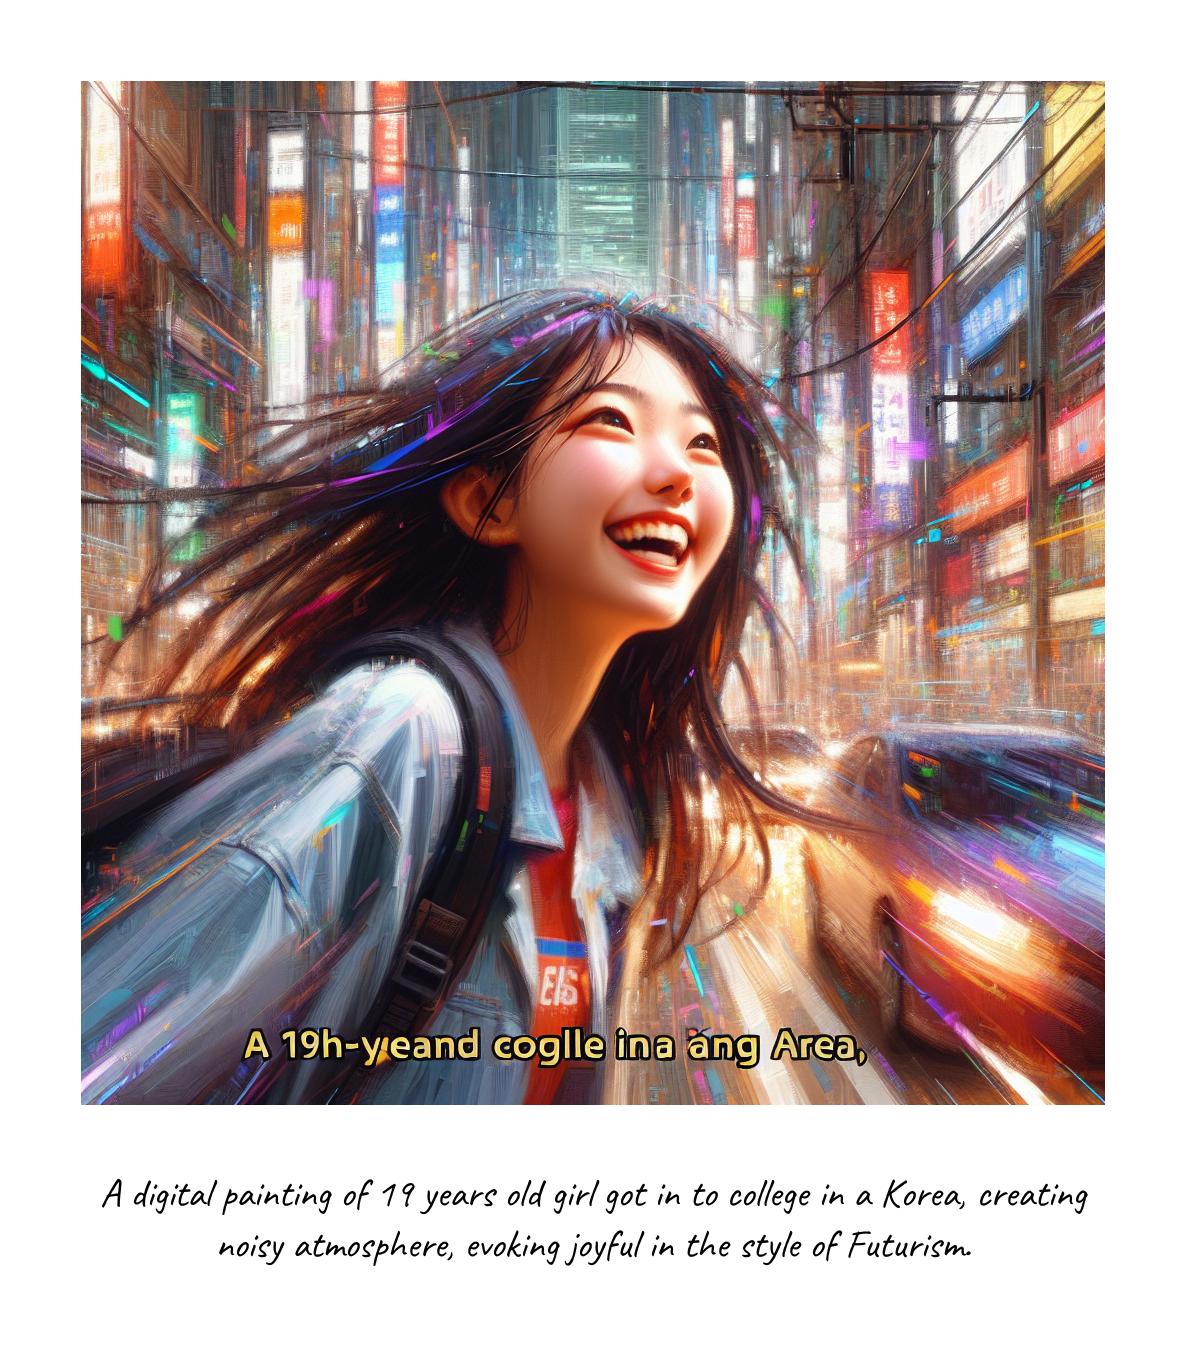 A 19h-yeand coglle ina ang Area,
A digital painting of 19 years old girl got in to college in a Korea, creating
noisy atmosphere, evoking joyful in the style of Futurism.